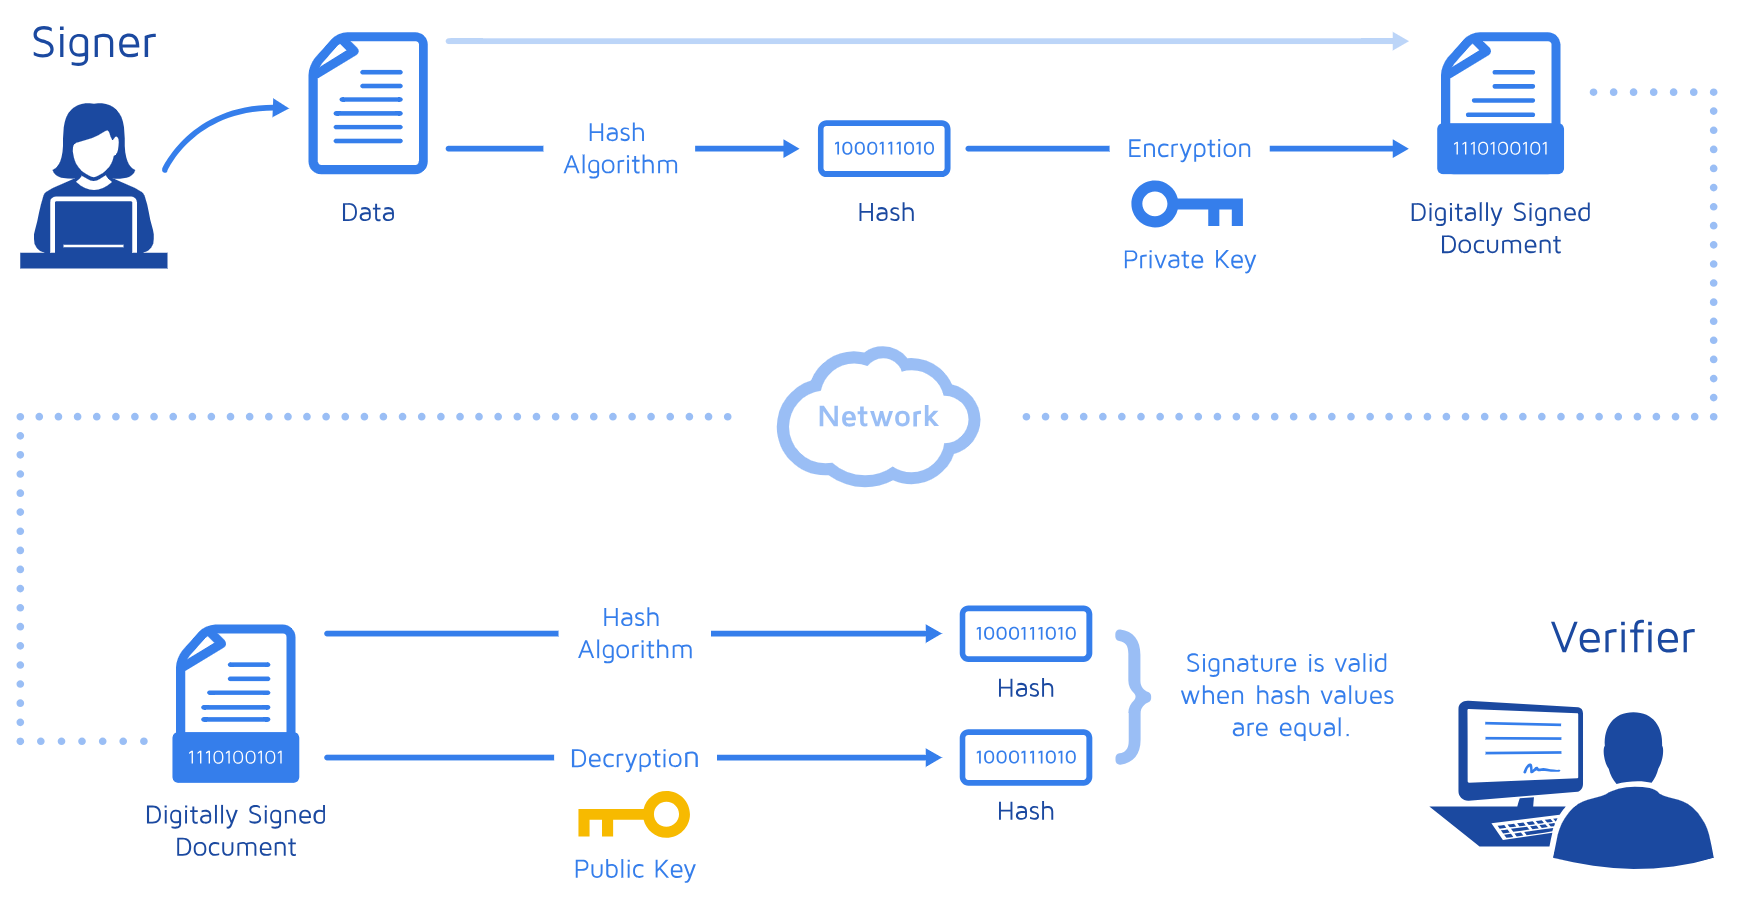 Signer
Hash
Algorithm
1000111010
Encryption
1110100101
Data
Hash
Private Key
Digitally Signed
Document
Network
Hash
Algorithm
1000111010
Hash
Verifier
Signature is valid
when hash values
are equal.
1110100101
Decryption
1000111010
Hash
Digitally Signed
Document
Public Key